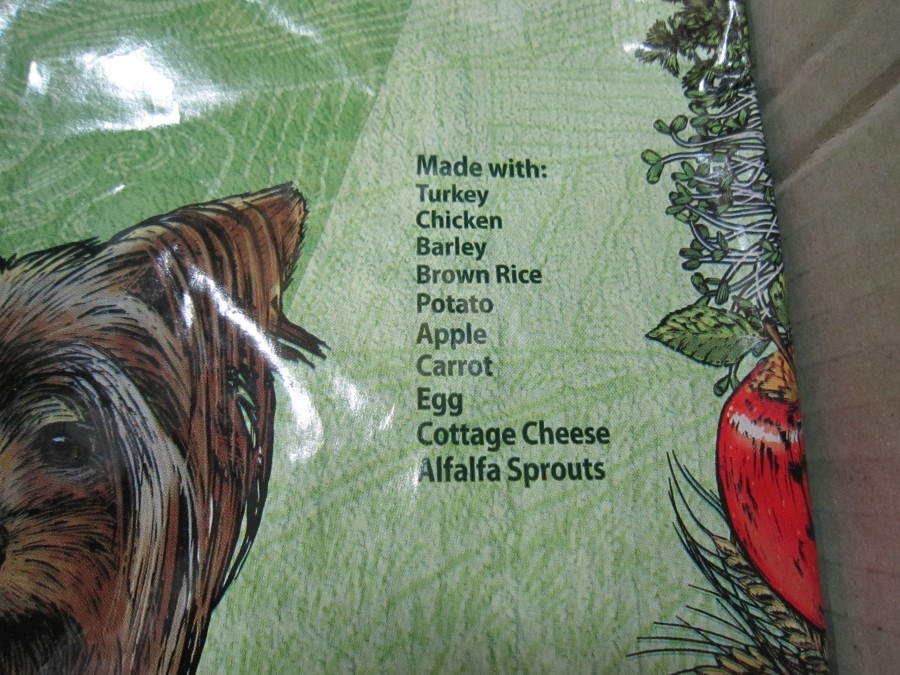 Made with:
Turkey
Chicken
Barley
Brown Rice
Potato
Apple
Carrot
Egg
Cottage Cheese
Alfalfa Sprouts